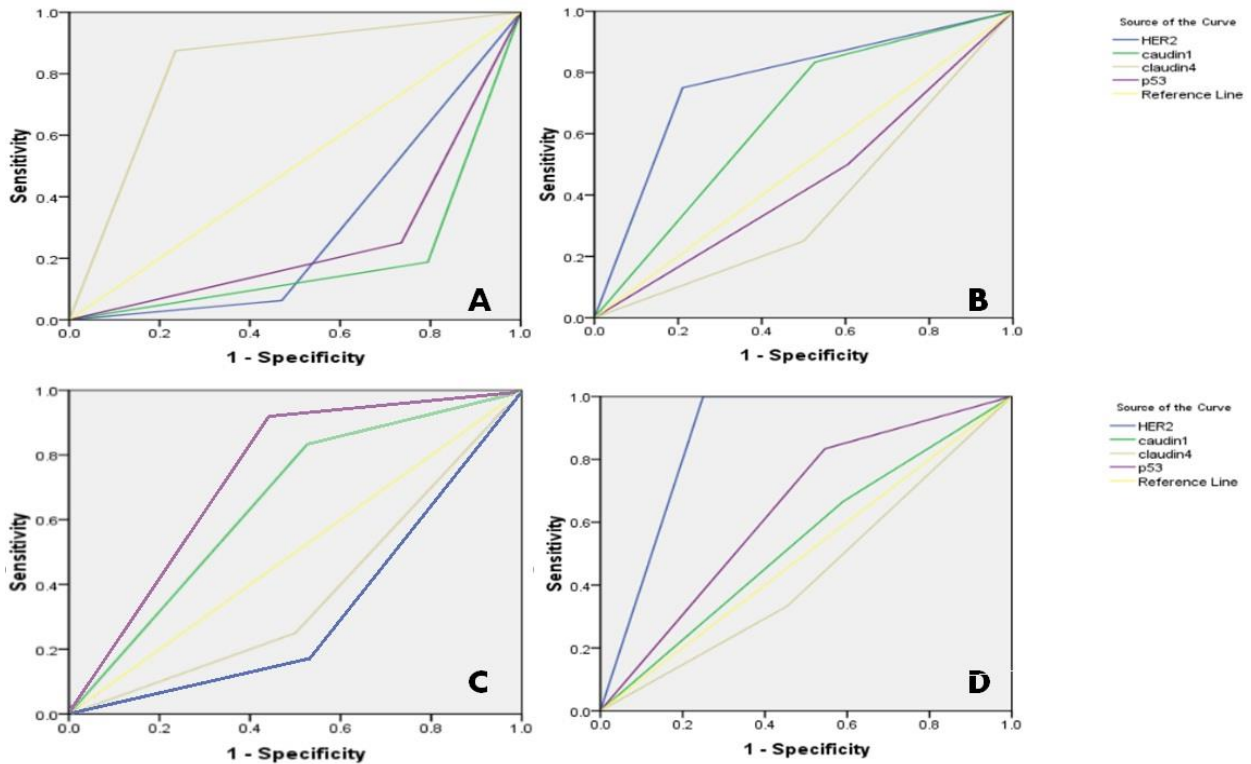 1.0
0.8
0.6
0.4
0.2
0.0
Sensitivity
0.0 0.2 0.4 0.6 0.8 1.0
1 - Specificity
A
1.0
0.8
0.6
0.4
0.2
0.0
Sensitivity
0.0 0.2 0.4 0.6 0.8 1.0
1 - Specificity
B
Source of the Curve
HER2
caudin1
claudin4
p53
Reference Line
1.0
0.8
0.6
0.4
0.2
0.0
Sensitivity
0.0 0.2 0.4 0.6 0.8 1.0
1 - Specificity
C
1.0
0.8
0.6
0.4
0.2
0.0
Sensitivity
0.0 0.2 0.4 0.6 0.8 1.0
1 - Specificity
D
Source of the Curve
HER2
caudin1
claudin4
p53
Reference Line